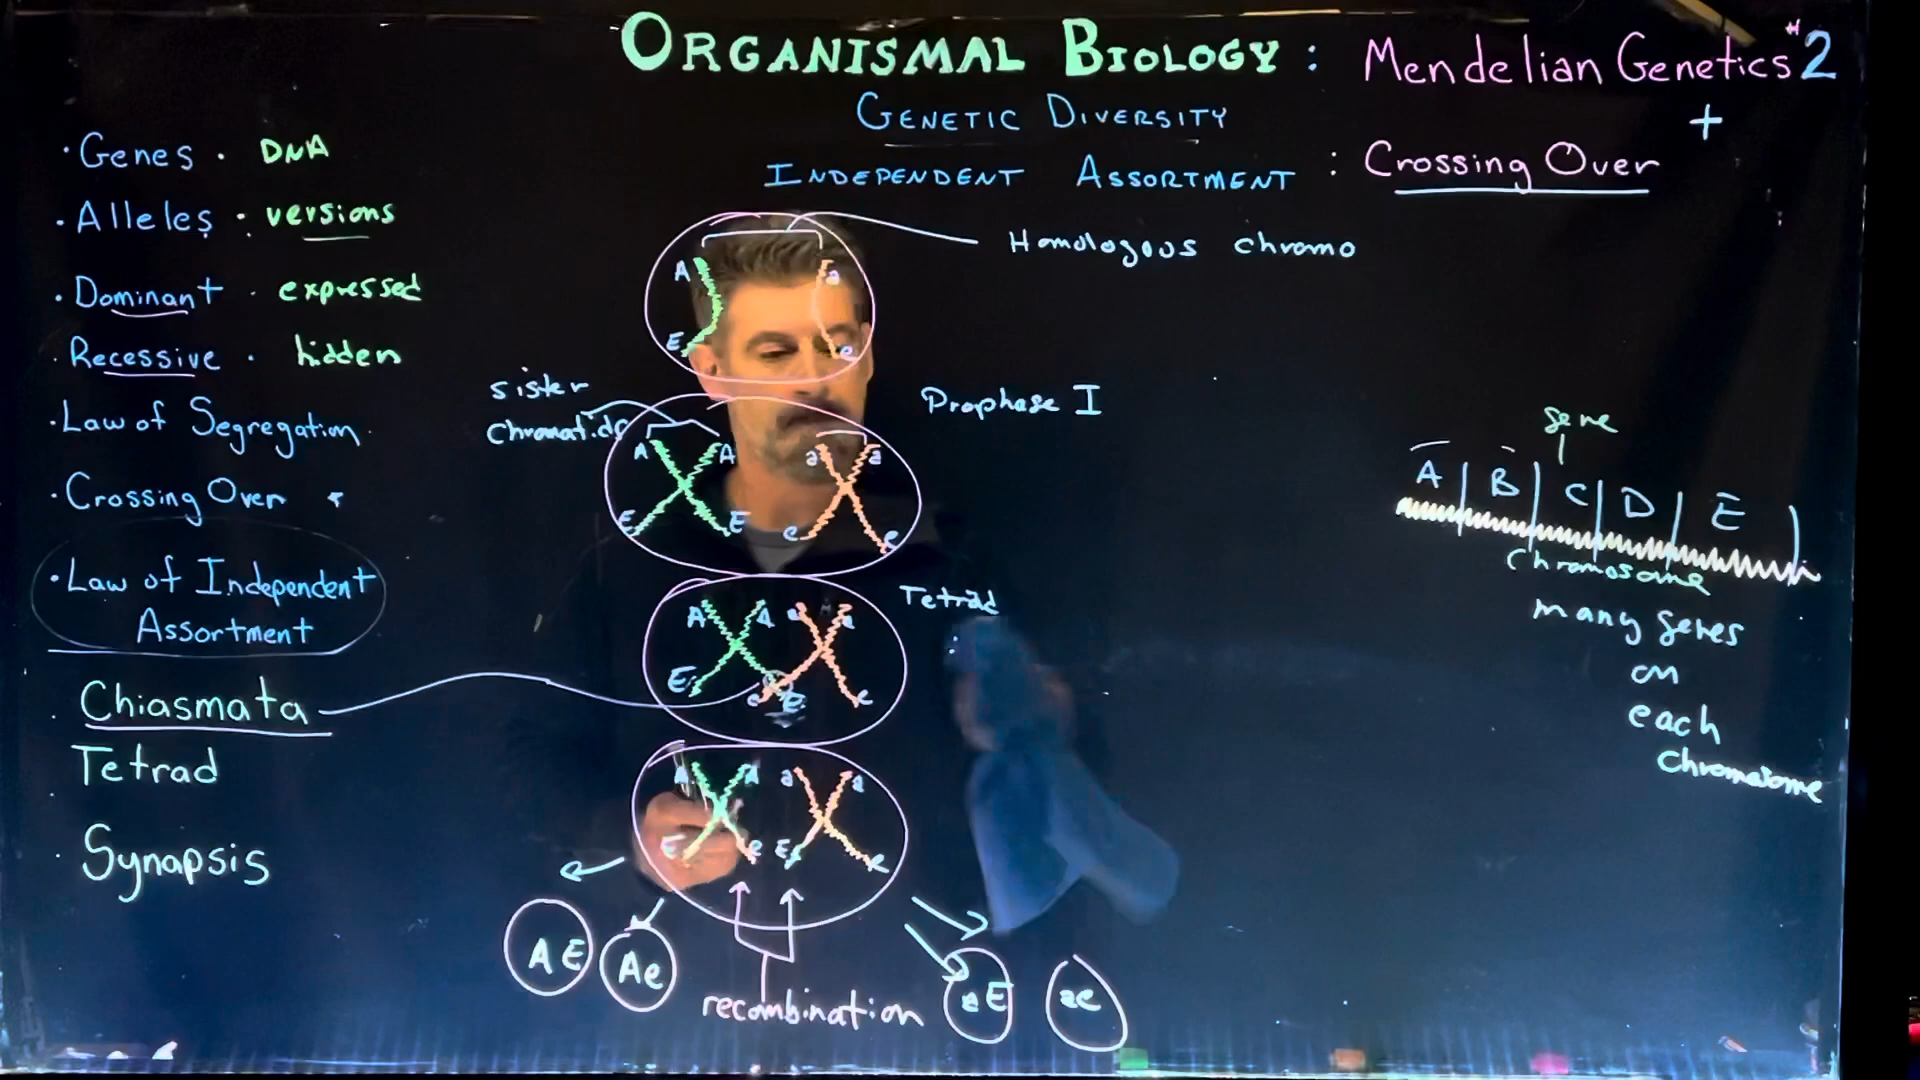 ORGANISMAL BIOLOGY : Mendelian Genetics #2
GENETIC DIVERSITY +
INDEPENDENT ASSORTMENT : Crossing Over
· Genes · DNA
· Alleles : versions
· Dominant · expressed
· Recessive · hidden
· Law of Segregation.
· Crossing Over
· Law of Independent
ASSORTMENT
· Chiasmata
Tetrad
· Synapsis
Homologous chromo
A a
E e
sister
chromatids
Prophase I
A A a a
E E e e
Tetrad
A A a a
E e E e
A A a a
E e E e
AE Ae aE ae
recombination
gene
A B C D E
Chromosome
many genes
on
each
chromosome